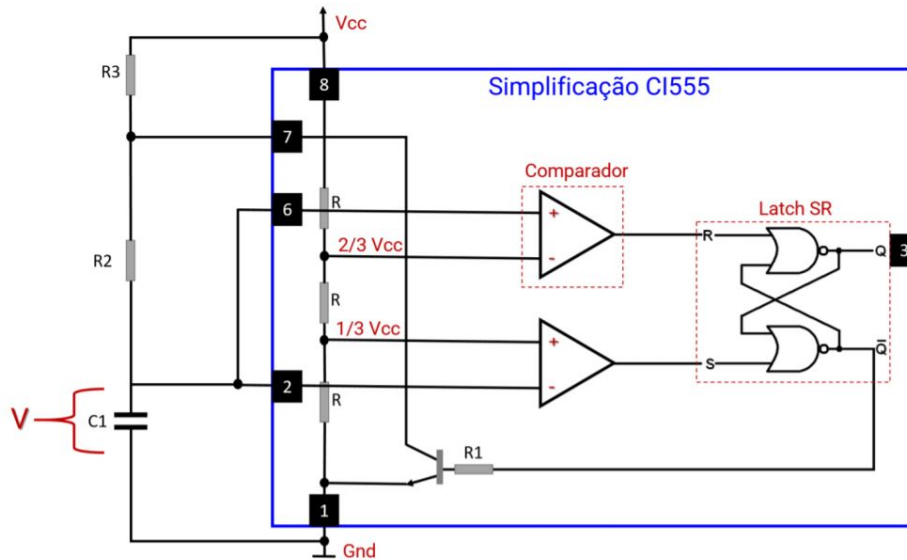 Vcc
R3
8
Simplificação CI555
7
Comparador
6
R
+
Latch SR
R
Q
3
2/3 Vcc
-
R2
R
1/3 Vcc
+
Q̅
2
-
S
V
C1
R
R1
1
Gnd